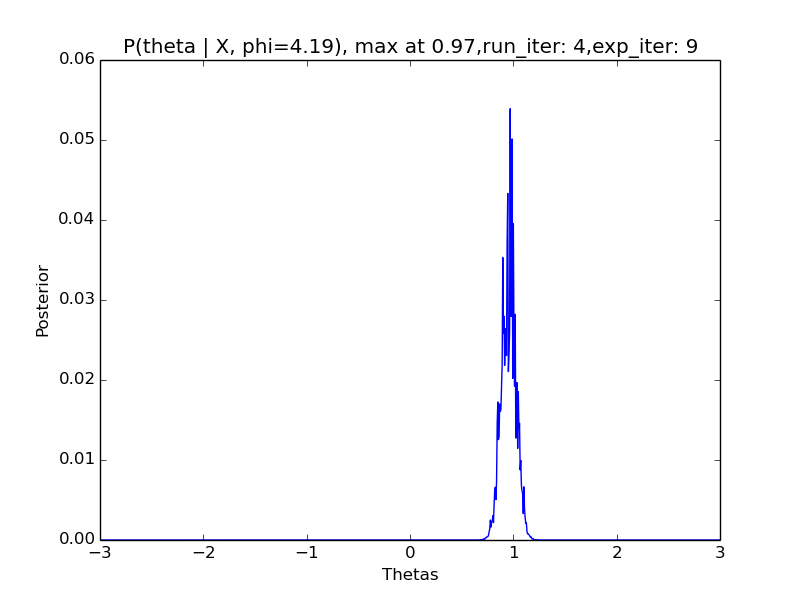 P(theta | X, phi=4.19), max at 0.97,run_iter: 4,exp_iter: 9
0.06
0.05
0.04
0.03
0.02
0.01
0.00
Posterior
−3 −2 −1 0 1 2 3
Thetas